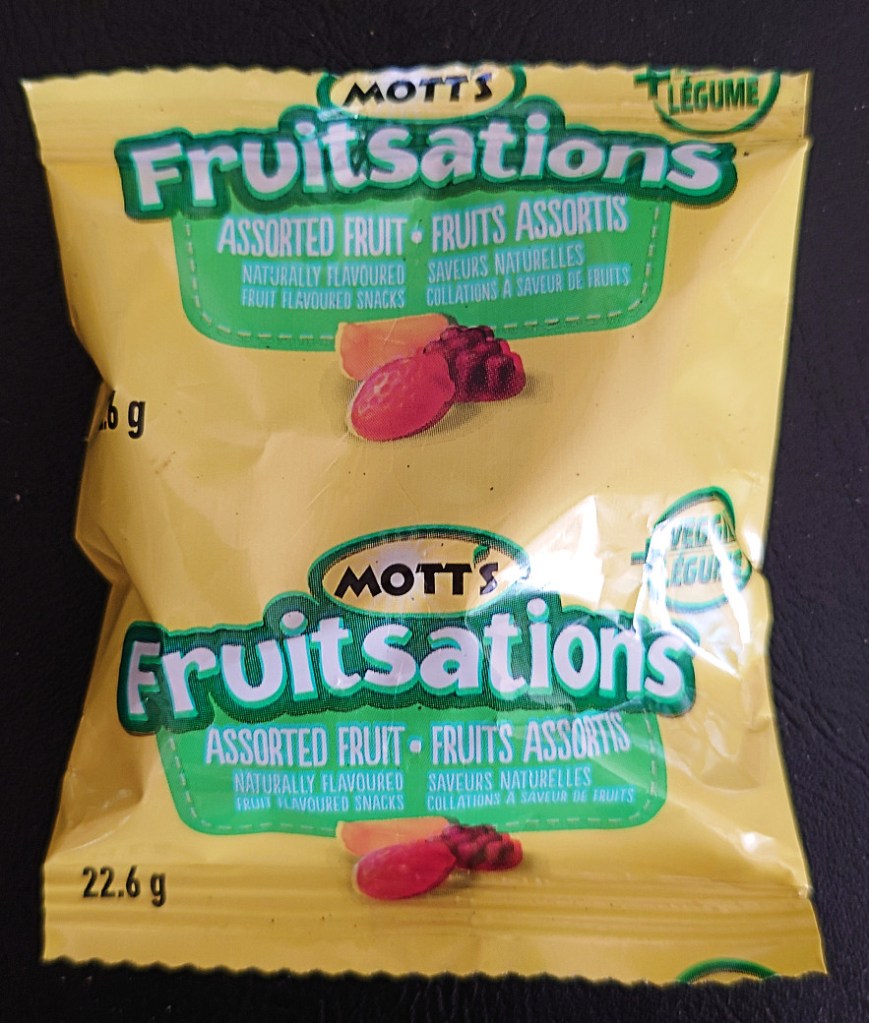 MOTT'S
+
LÉGUME
Fruitsations
ASSORTED FRUIT • FRUITS ASSORTIS
NATURALLY FLAVOURED
FRUIT FLAVOURED SNACKS
SAVEURS NATURELLES
COLLATIONS À SAVEUR DE FRUITS
.6 g
MOTT'S
+
Fruitsations
ASSORTED FRUIT • FRUITS ASSORTIS
NATURALLY FLAVOURED
FRUIT FLAVOURED SNACKS
SAVEURS NATURELLES
COLLATIONS À SAVEUR DE FRUITS
22.6 g